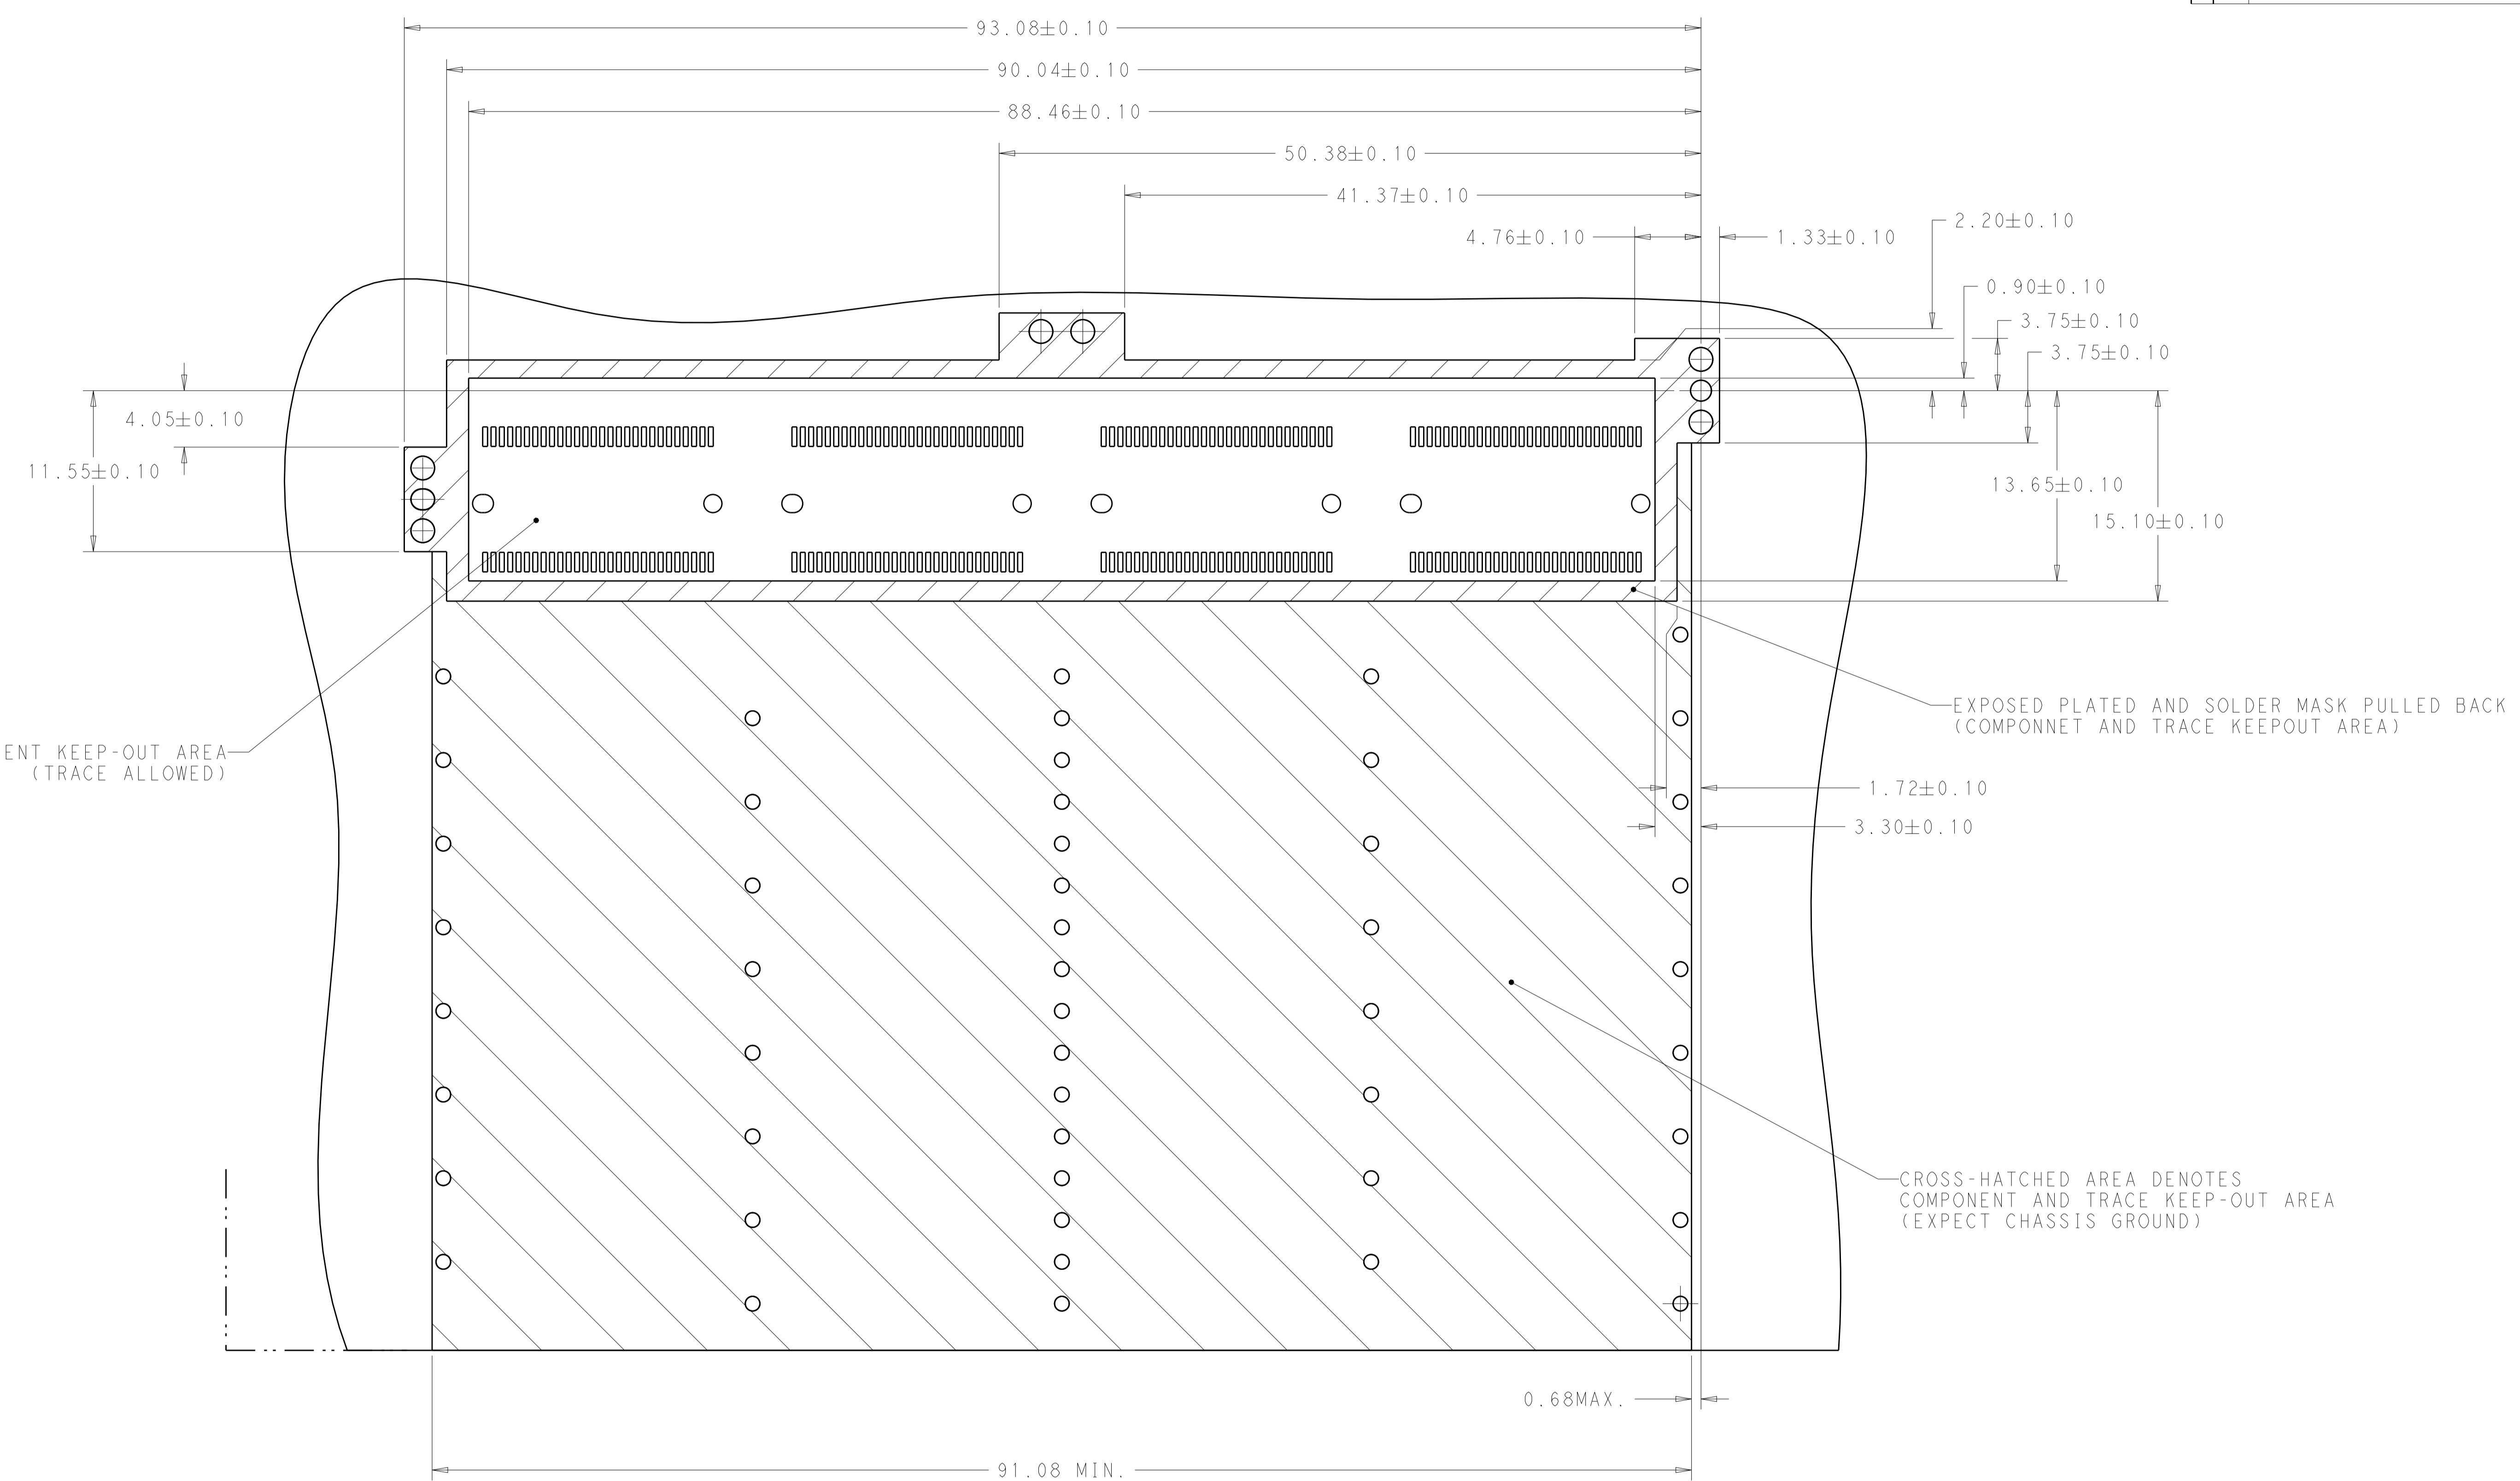 93.08±0.10
90.04±0.10
88.46±0.10
50.38±0.10
41.37±0.10
2.20±0.10
4.76±0.10
1.33±0.10
0.90±0.10
3.75±0.10
3.75±0.10
4.05±0.10
11.55±0.10
13.65±0.10
15.10±0.10
EXPOSED PLATED AND SOLDER MASK PULLED BACK
(COMPONNET AND TRACE KEEPOUT AREA)
ENT KEEP-OUT AREA
(TRACE ALLOWED)
1.72±0.10
3.30±0.10
CROSS-HATCHED AREA DENOTES
COMPONENT AND TRACE KEEP-OUT AREA
(EXPECT CHASSIS GROUND)
0.68MAX.
91.08 MIN.